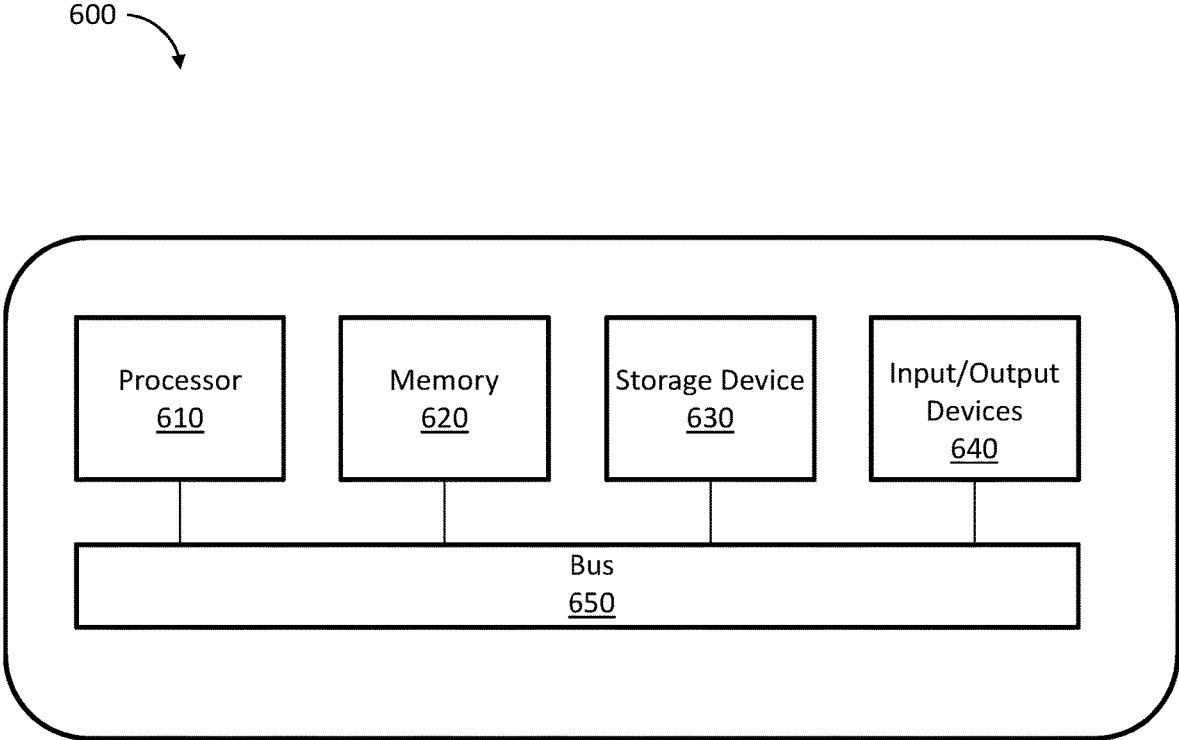 600
Processor
610
Memory
620
Storage Device
630
Input/Output
Devices
640
Bus
650